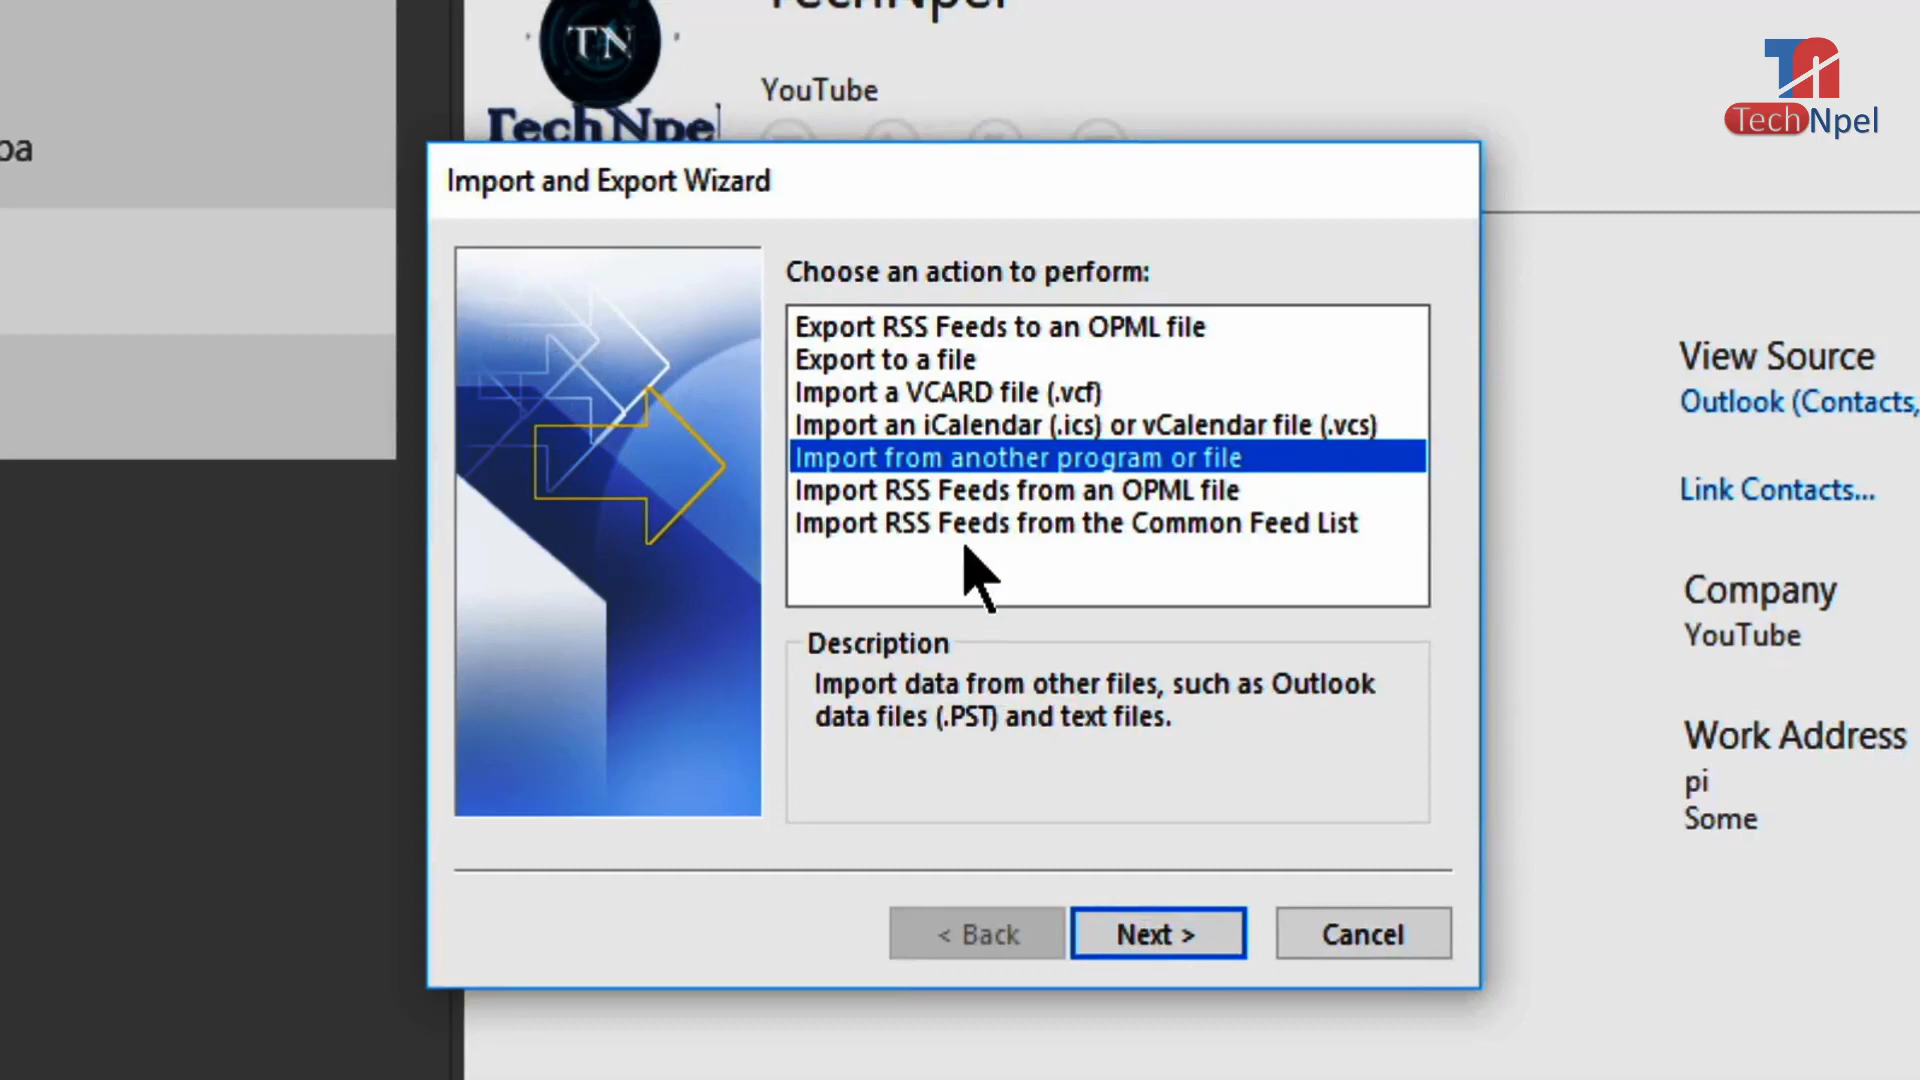 TechNpel
TN
YouTube
TechNpel
TechNpel
pa
Import and Export Wizard
Choose an action to perform:
Export RSS Feeds to an OPML file
Export to a file
Import a VCARD file (.vcf)
Import an iCalendar (.ics) or vCalendar file (.vcs)
Import from another program or file
Import RSS Feeds from an OPML file
Import RSS Feeds from the Common Feed List
Description
Import data from other files, such as Outlook
data files (.PST) and text files.
< Back
Next >
Cancel
View Source
Outlook (Contacts,
Link Contacts...
Company
YouTube
Work Address
pi
Some